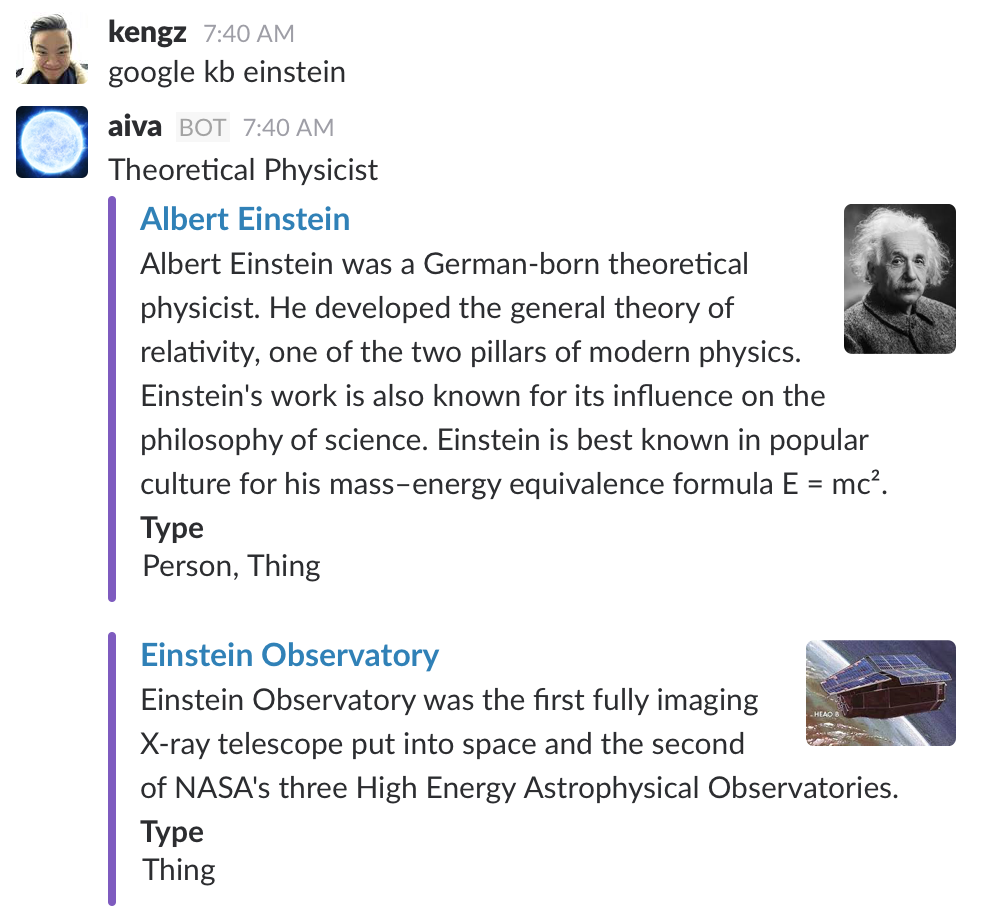 kengz 7:40 AM
google kb einstein
aiva BOT 7:40 AM
Theoretical Physicist
Albert Einstein
Albert Einstein was a German-born theoretical
physicist. He developed the general theory of
relativity, one of the two pillars of modern physics.
Einstein's work is also known for its influence on the
philosophy of science. Einstein is best known in popular
culture for his mass–energy equivalence formula E = mc².
Type
Person, Thing
Einstein Observatory
Einstein Observatory was the first fully imaging
X-ray telescope put into space and the second
of NASA's three High Energy Astrophysical Observatories.
HEAO B
Type
Thing